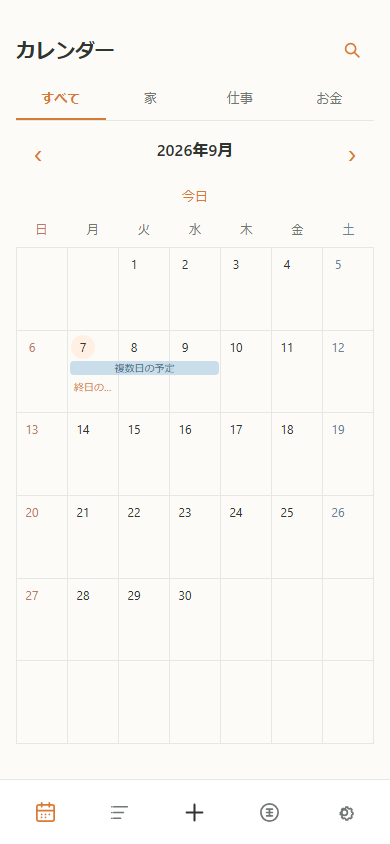 カレンダー
すべて 家 仕事 お金
‹ 2026年9月 ›
今日
日 月 火 水 木 金 土
1 2 3 4 5
6 7 8 9 10 11 12
複数日の予定
終日の...
13 14 15 16 17 18 19
20 21 22 23 24 25 26
27 28 29 30